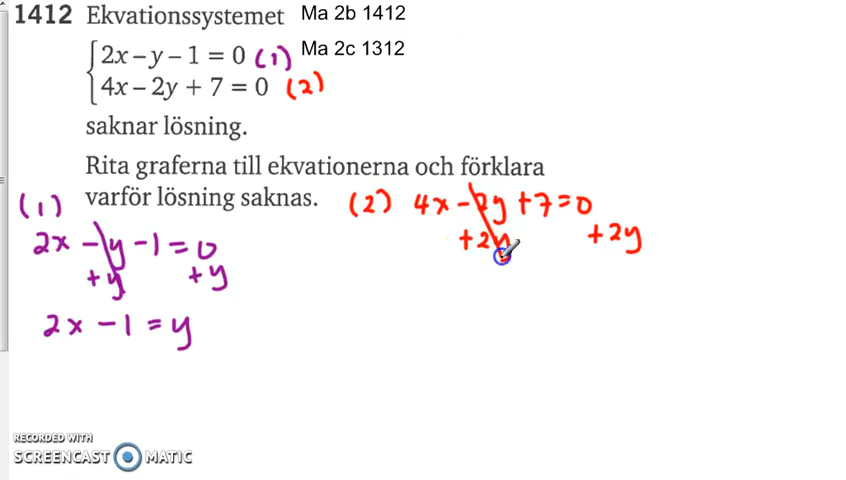 1412 Ekvationssystemet Ma 2b 1412
2x – y – 1 = 0 (1) Ma 2c 1312
4x – 2y + 7 = 0 (2)
saknar lösning.
Rita graferna till ekvationerna och förklara
varför lösning saknas.
(1)
2x - y - 1 = 0
+y +y
2x - 1 = y
(2) 4x - 2y + 7 = 0
+2y +2y
RECORDED WITH
SCREENCAST MATIC